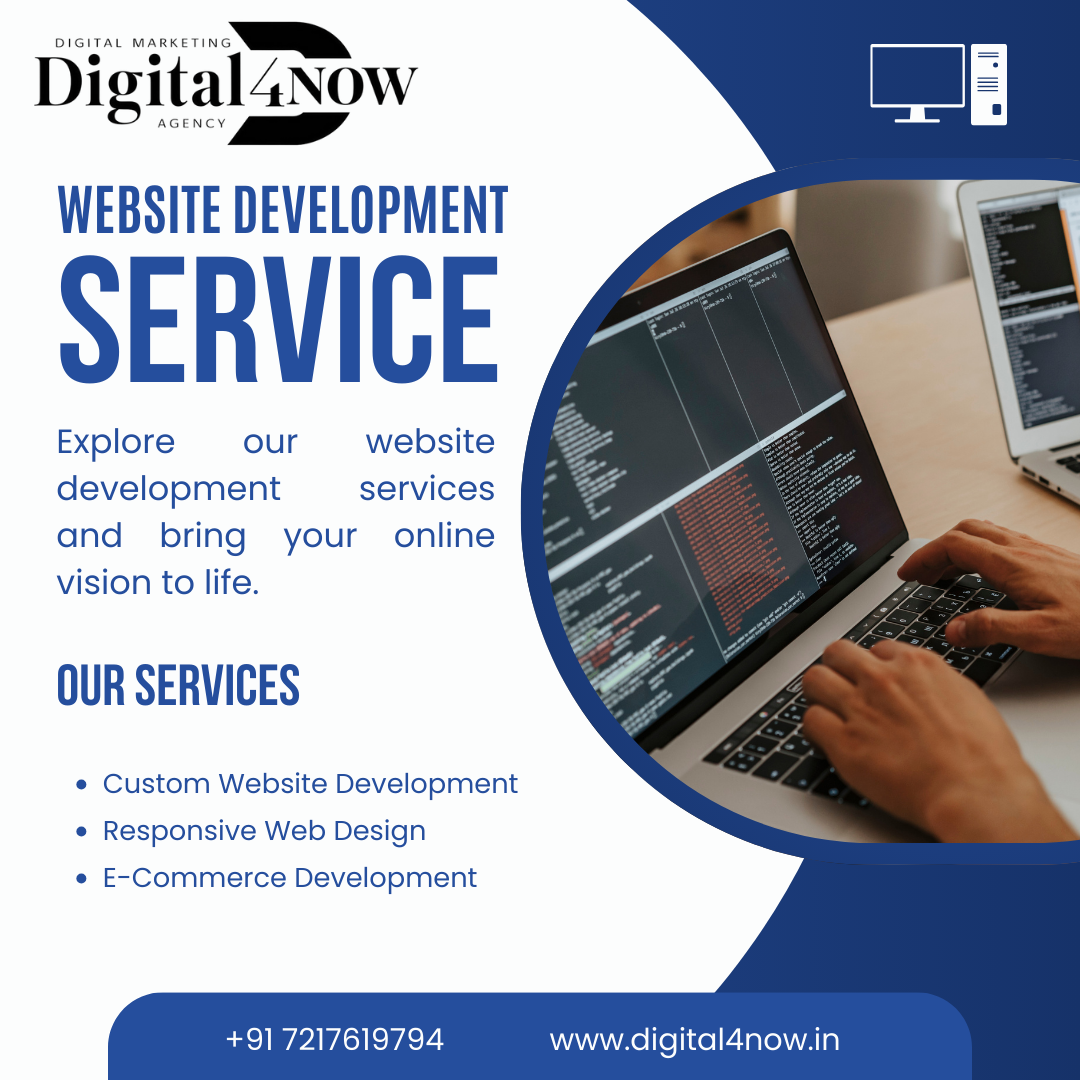 DIGITAL MARKETING
Digital4Now
AGENCY
WEBSITE DEVELOPMENT
SERVICE
Explore our website
development services
and bring your online
vision to life.
OUR SERVICES
• Custom Website Development
• Responsive Web Design
• E-Commerce Development
+91 7217619794
www.digital4now.in